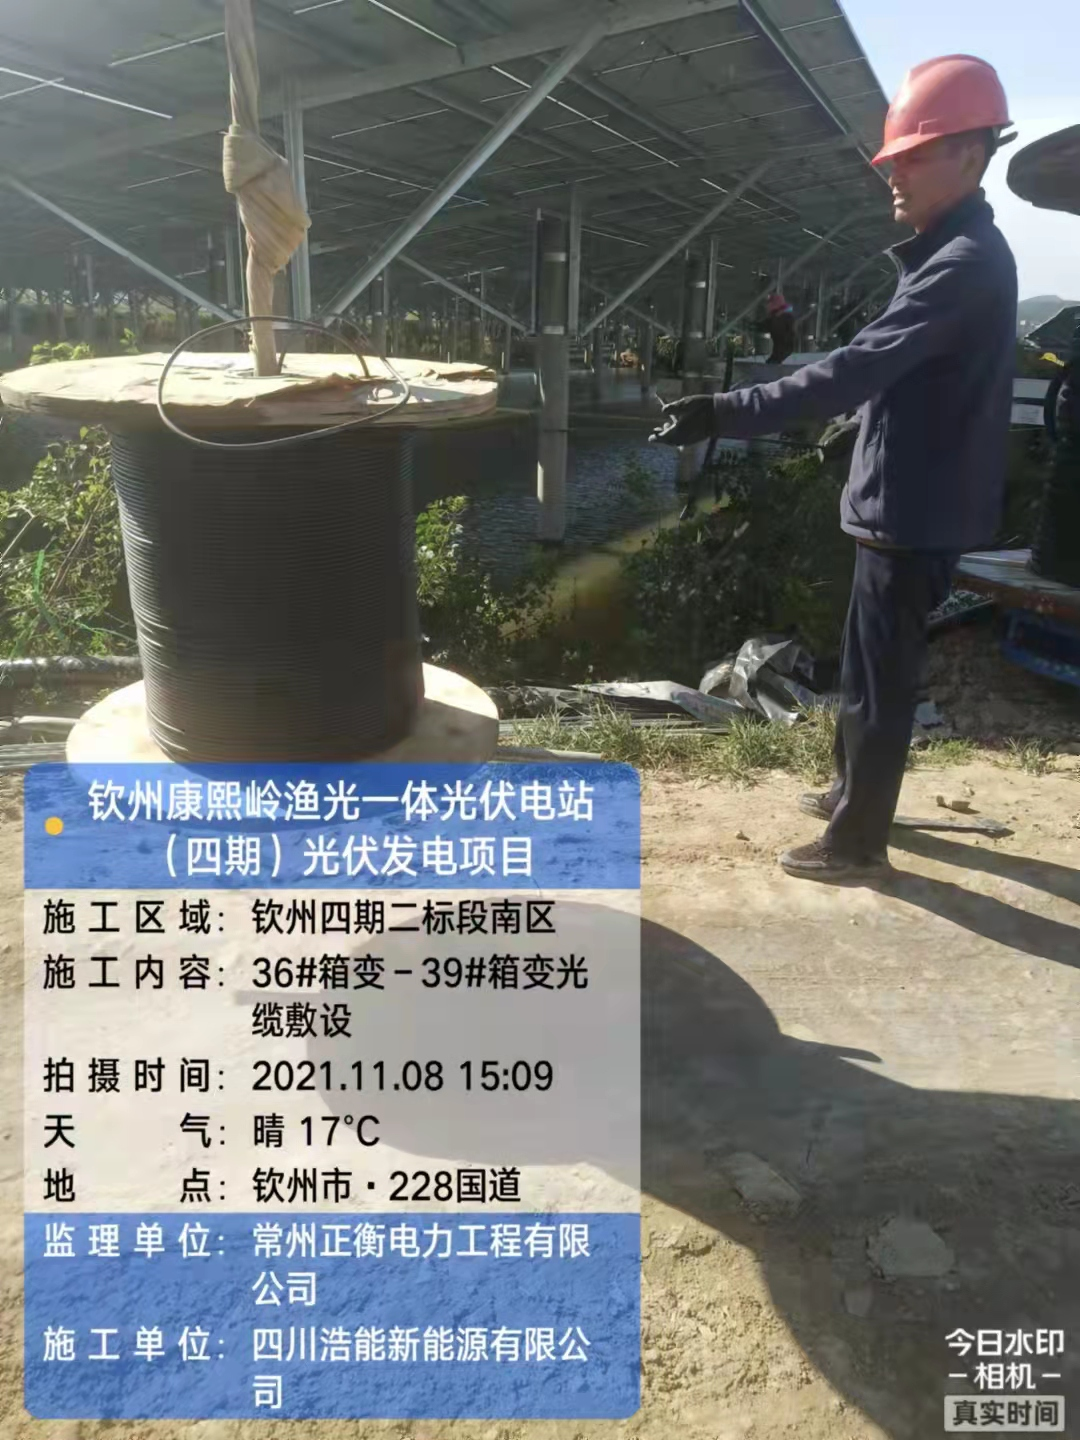 钦州康熙岭渔光一体光伏电站
（四期）光伏发电项目
施工区域：钦州四期二标段南区
施工内容：36#箱变-39#箱变光
缆敷设
拍摄时间：2021.11.08 15:09
天气：晴 17℃
地点：钦州市·228国道
监理单位：常州正衡电力工程有限
公司
施工单位：四川浩能新能源有限公
司
今日水印
-相机-
真实时间